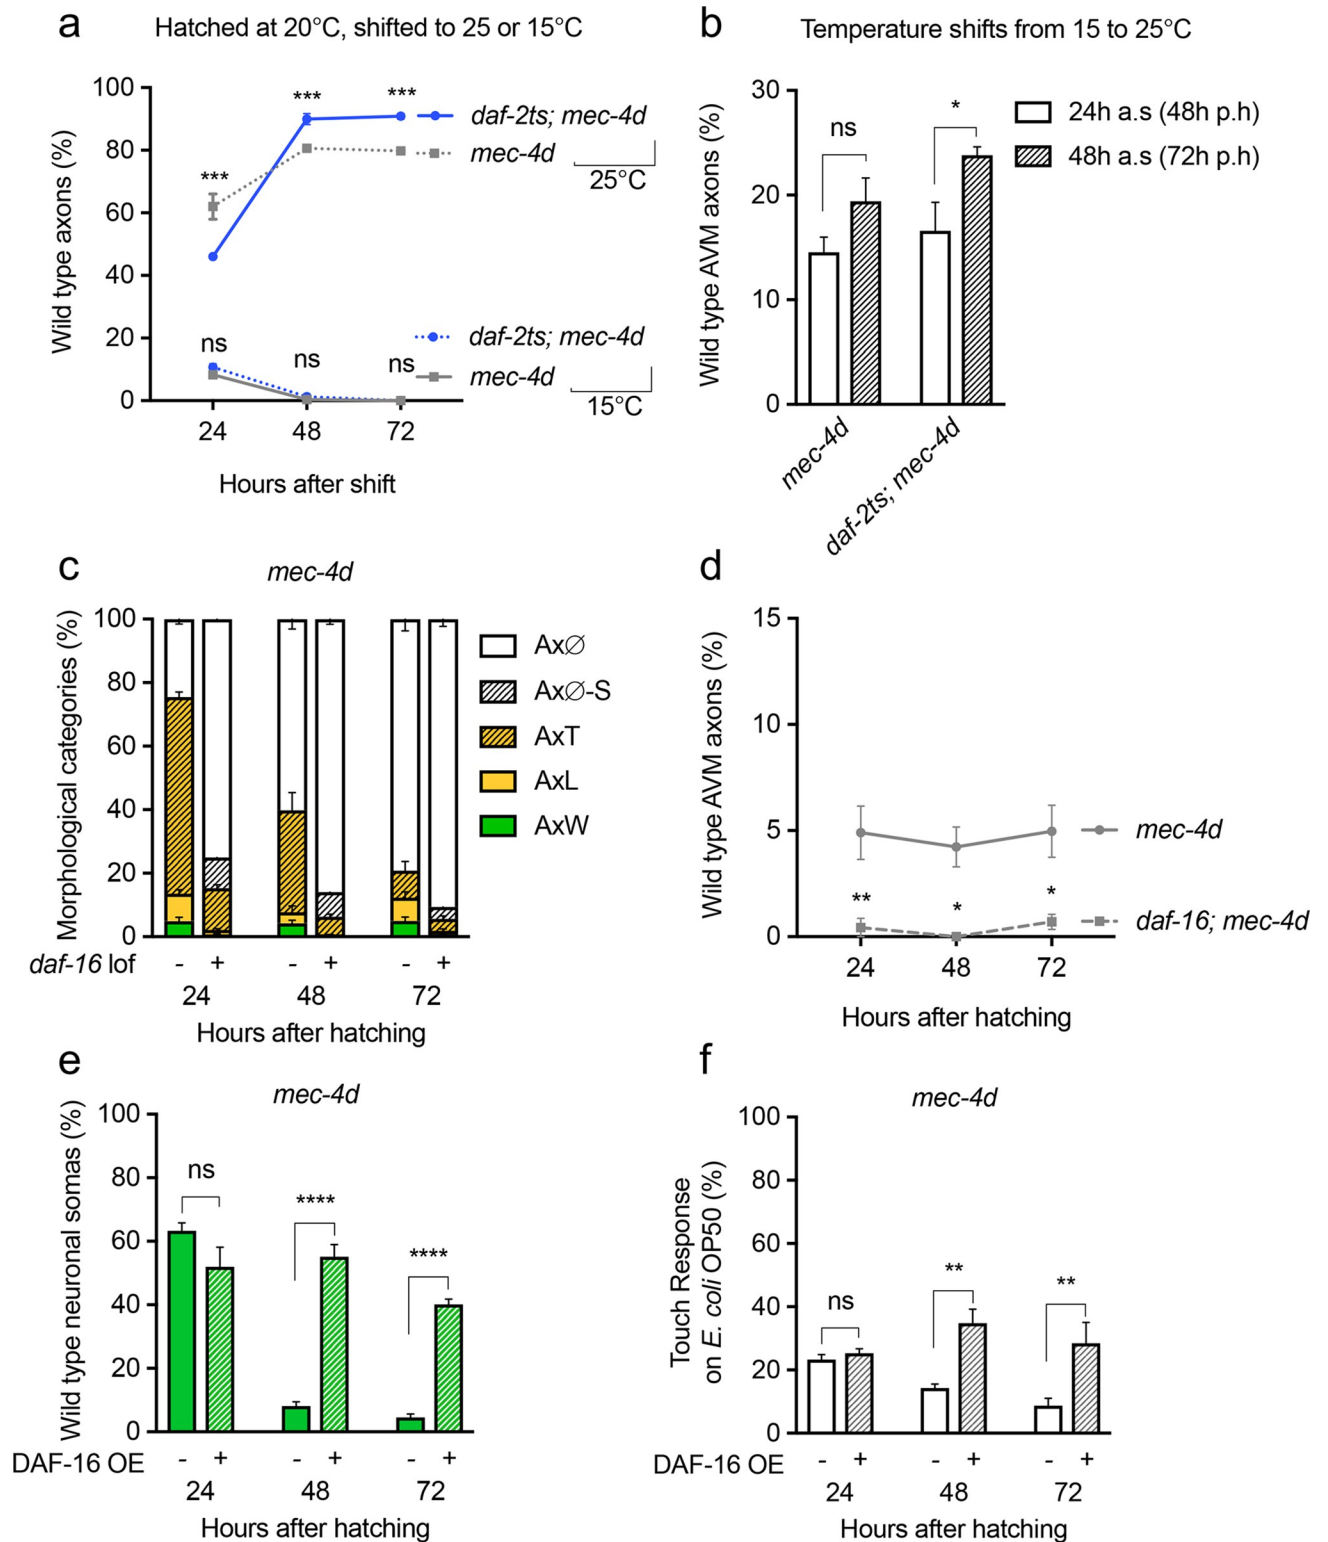 a
Hatched at 20°C, shifted to 25 or 15°C
Wild type axons (%)
100
80
60
40
20
0
***
***
***
ns
ns
ns
daf-2ts; mec-4d
mec-4d
25°C
daf-2ts; mec-4d
mec-4d
15°C
24
48
72
Hours after shift
b
Temperature shifts from 15 to 25°C
Wild type AVM axons (%)
30
20
10
0
ns
*
24h a.s (48h p.h)
48h a.s (72h p.h)
mec-4d
daf-2ts; mec-4d
c
mec-4d
Morphological categories (%)
100
80
60
40
20
0
AxØ
AxØ-S
AxT
AxL
AxW
daf-16 lof - + - + - +
24 48 72
Hours after hatching
d
Wild type AVM axons (%)
15
10
5
0
**
*
*
mec-4d
daf-16; mec-4d
24 48 72
Hours after hatching
e
mec-4d
Wild type neuronal somas (%)
100
80
60
40
20
0
ns
****
****
DAF-16 OE - + - + - +
24 48 72
Hours after hatching
f
mec-4d
Touch Response
on E. coli OP50 (%)
100
80
60
40
20
0
ns
**
**
DAF-16 OE - + - + - +
24 48 72
Hours after hatching